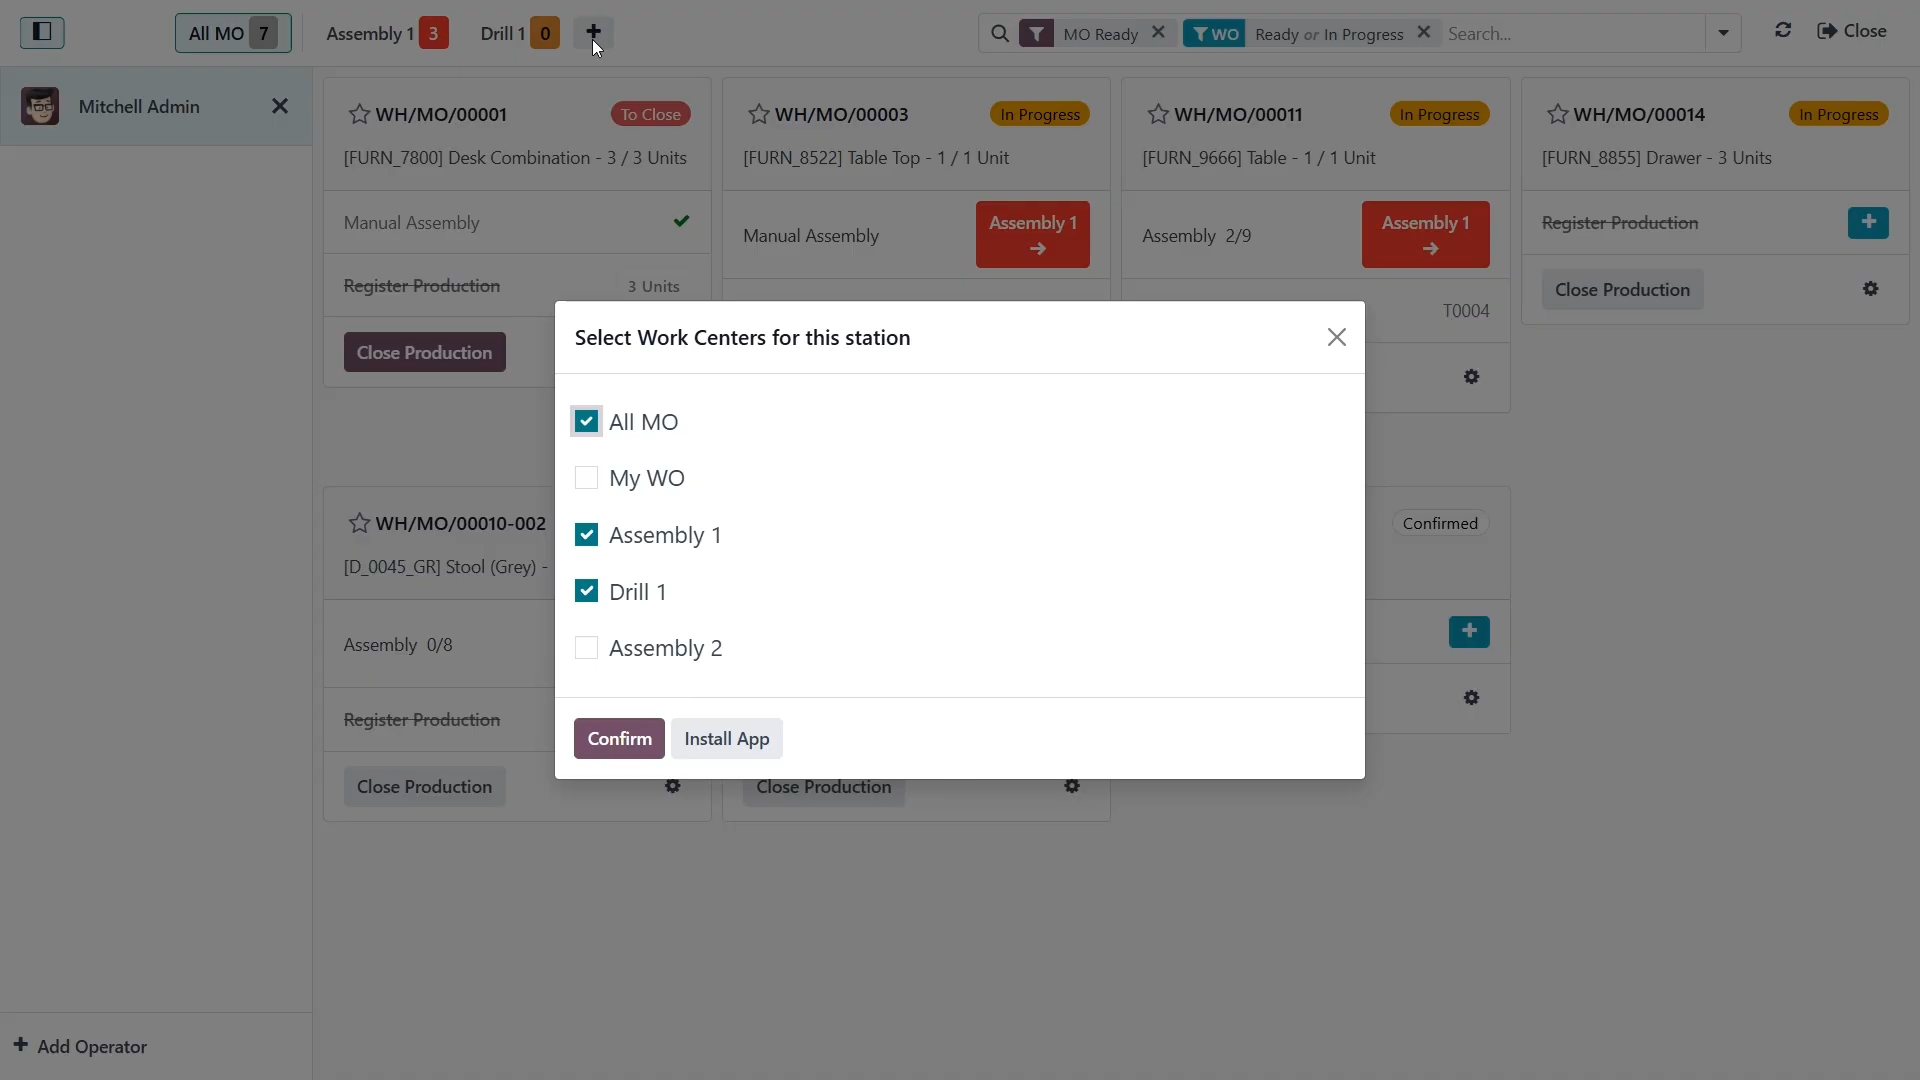 All MO 7
Assembly 1 3
Drill 1 0
MO Ready
WO Ready or In Progress
Search...
Close
Mitchell Admin
WH/MO/00001 To Close
[FURN_7800] Desk Combination - 3 / 3 Units
Manual Assembly
Register Production 3 Units
Close Production
WH/MO/00003 In Progress
[FURN_8522] Table Top - 1 / 1 Unit
Manual Assembly Assembly 1
WH/MO/00011 In Progress
[FURN_9666] Table - 1 / 1 Unit
Assembly 2/9 Assembly 1
T0004
WH/MO/00014 In Progress
[FURN_8855] Drawer - 3 Units
Register Production
Close Production
Select Work Centers for this station
All MO
My WO
Assembly 1
Drill 1
Assembly 2
Confirm Install App
WH/MO/00010-002
[D_0045_GR] Stool (Grey) -
Assembly 0/8
Register Production
Close Production
Close Production
Confirmed
Add Operator